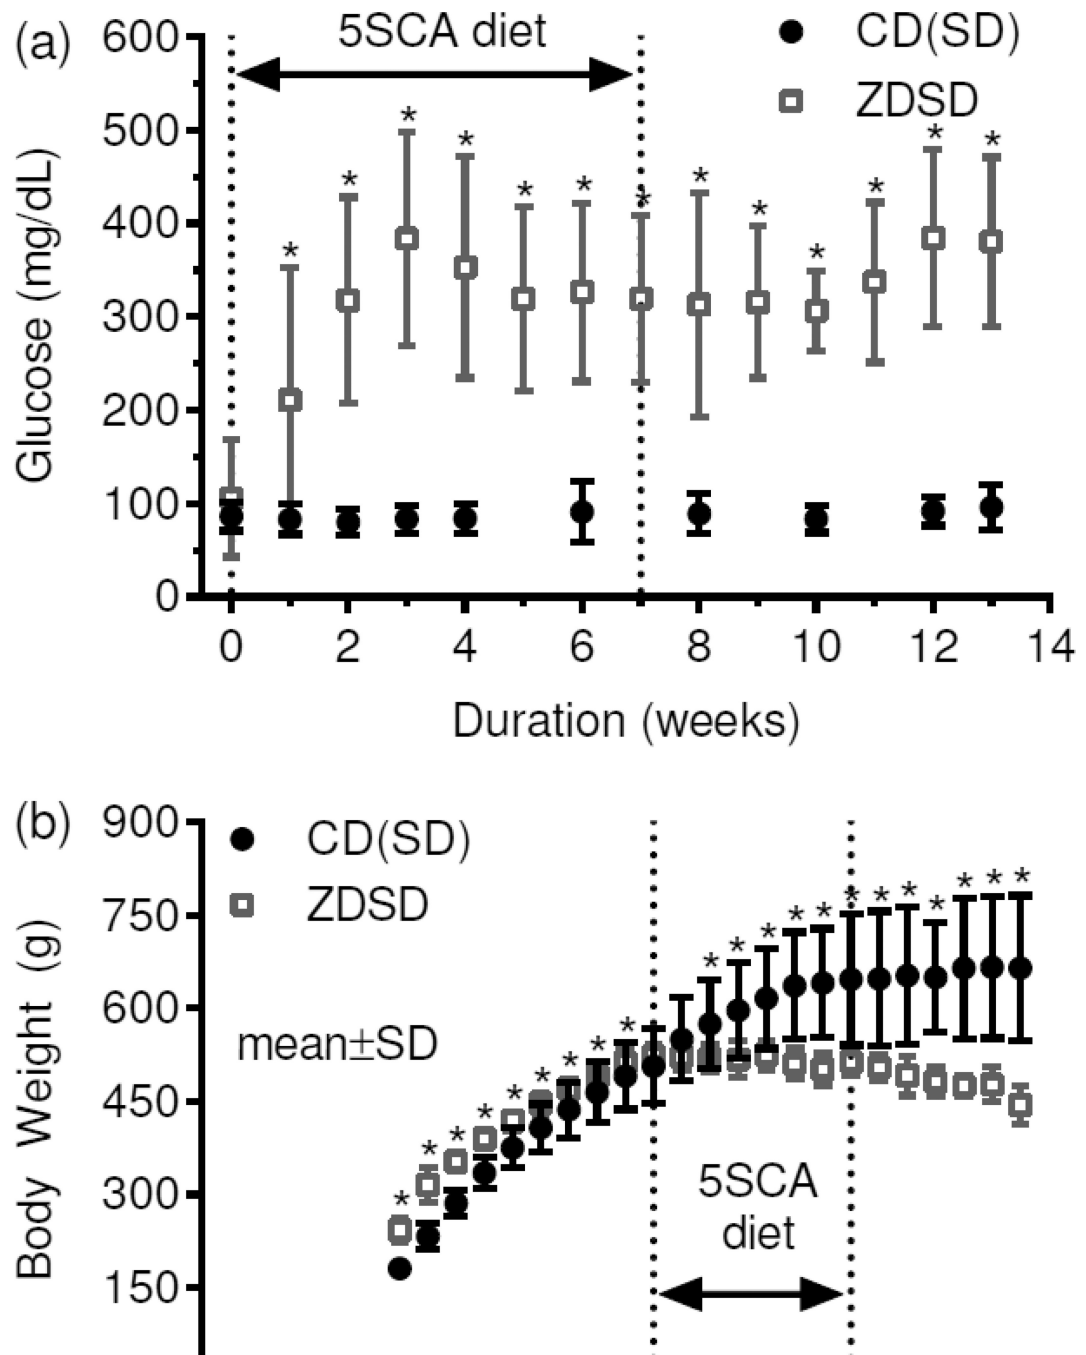 (a)
600
5SCA diet
CD(SD)
ZDSD
500
400
300
200
100
0
Glucose (mg/dL)
* * * * * * * * * * * * *
0 2 4 6 8 10 12 14
Duration (weeks)
(b)
900
CD(SD)
ZDSD
750
600
mean±SD
450
300
150
Body Weight (g)
* * * * * * * * * * * * * * * * * * * * *
5SCA
diet